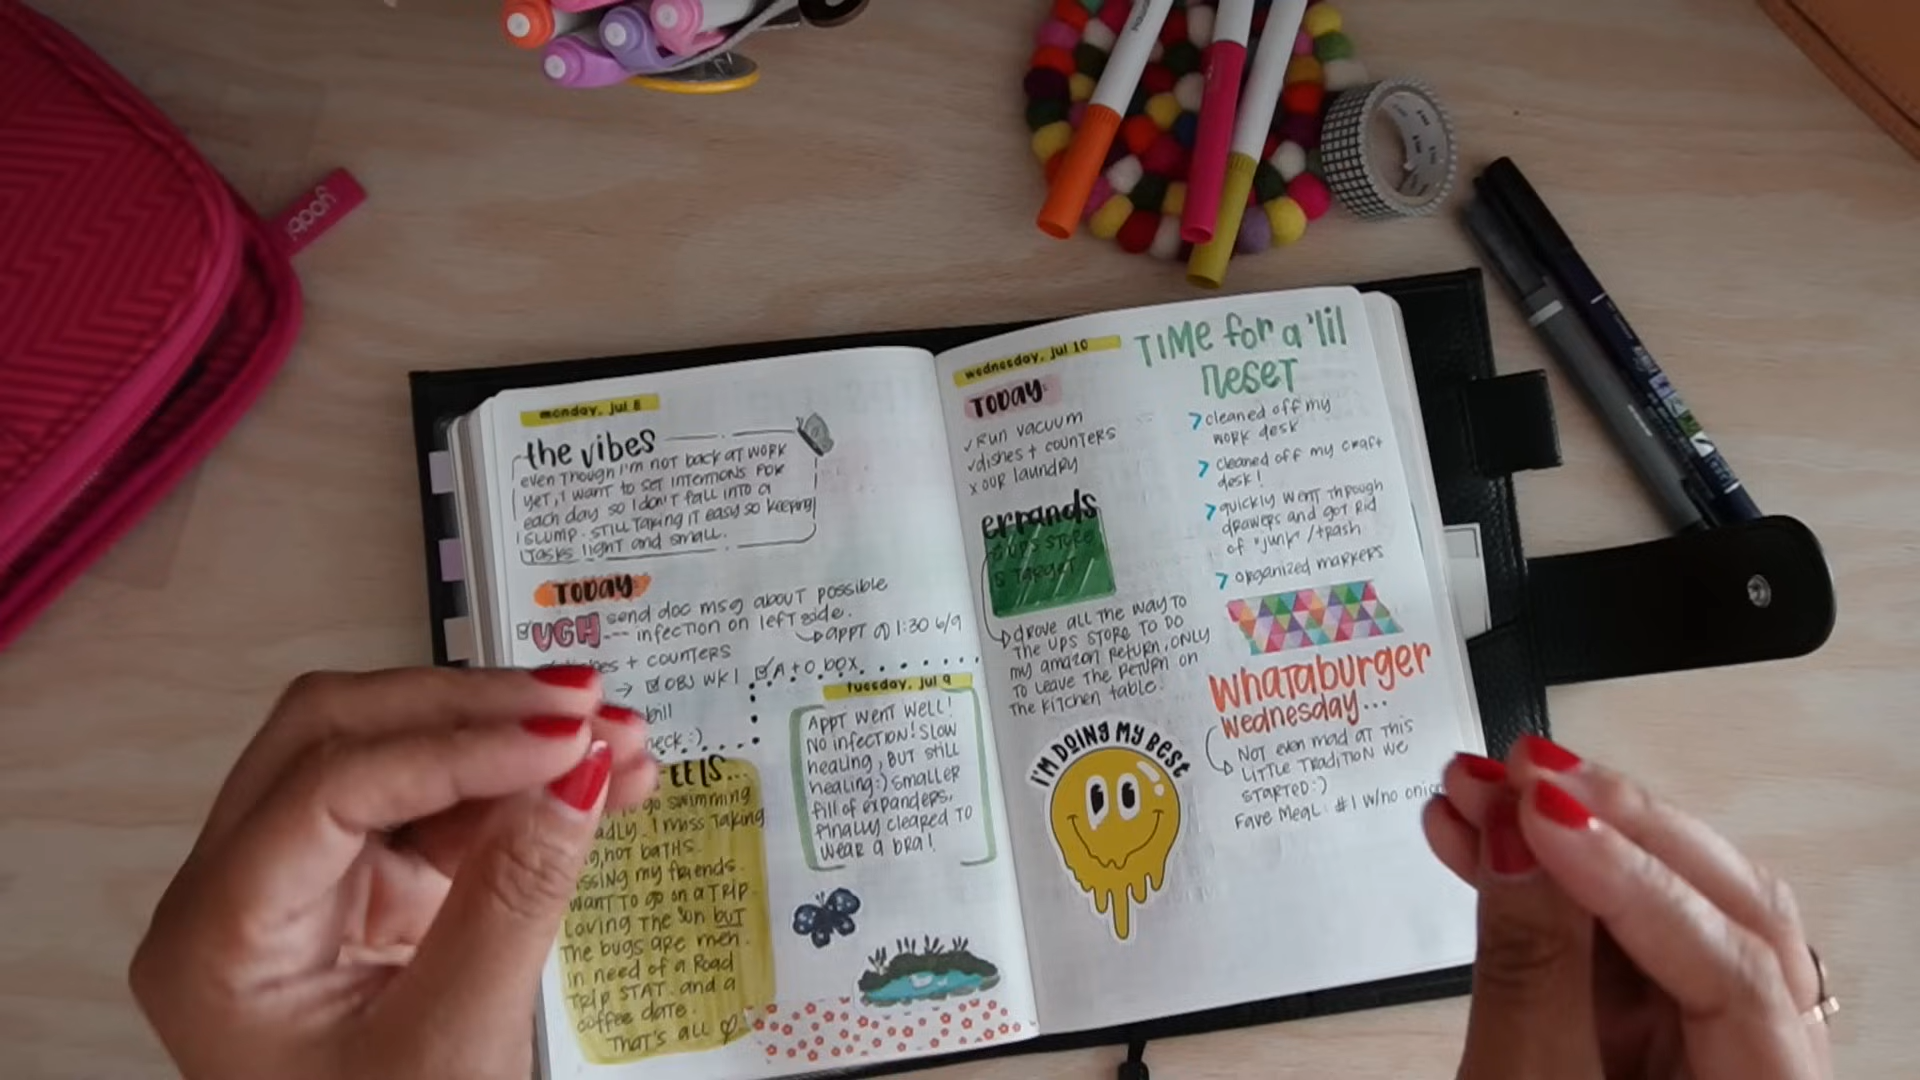 yoobi
monday, jul 8
the vibes
even though i'm not back at work
yet, i want to set intentions for
each day so i don't fall into a
slump. still taking it easy so keeping
tasks light and small.
TODAY
UGH send doc msg about possible
infection on left side.
appt @ 1:30 6/9
+ counters
OBJ WK 1 A+O box
bill
:)
tuesday, jul 9
APPT WENT WELL!
NO infection! Slow
healing, BUT still
healing :) smaller
fill of expanders,
finally cleared to
wear a bra!
go swimming
. I miss taking
hot baths.
my friends.
want to go on a trip
Loving the sun but
The bugs are meh.
in need of a road
trip STAT. and a
coffee date.
That's all
wednesday, jul 10
TODAY
✓ Run vacuum
✓ dishes + counters
x our laundry
errands
UPS STORE
TARGET
drove all the way to
the UPS store to do
my amazon return, only
to leave the return on
the kitchen table.
I'M DOING MY BEST
TIME for a 'lil
reset
> cleaned off my
work desk
> cleaned off my craft
desk!
> quickly went through
drawers and got rid
of "junk" / trash
> organized markers
Whataburger
Wednesday...
Not even mad at this
little tradition we
started :)
Fave meal: #1 w/no